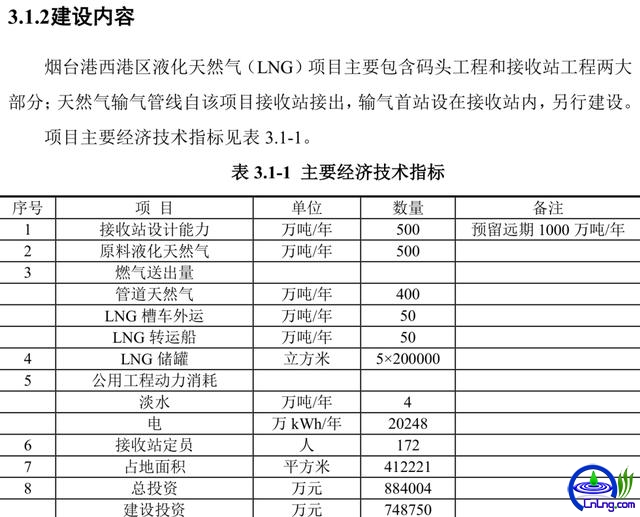 3.1.2建设内容
烟台港西港区液化天然气（LNG）项目主要包含码头工程和接收站工程两大
部分；天然气输气管线自该项目接收站接出，输气首站设在接收站内，另行建设。
项目主要经济技术指标见表 3.1-1。
表 3.1-1 主要经济技术指标
序号 项 目 单位 数量 备注
1 接收站设计能力 万吨/年 500 预留远期 1000 万吨/年
2 原料液化天然气 万吨/年 500
3 燃气送出量
管道天然气 万吨/年 400
LNG 槽车外运 万吨/年 50
LNG 转运船 万吨/年 50
4 LNG 储罐 立方米 5×200000
5 公用工程动力消耗
淡水 万吨/年 4
电 万 kWh/年 20248
6 接收站定员 人 172
7 占地面积 平方米 412221
8 总投资 万元 884004
建设投资 万元 748750
LnLng.com